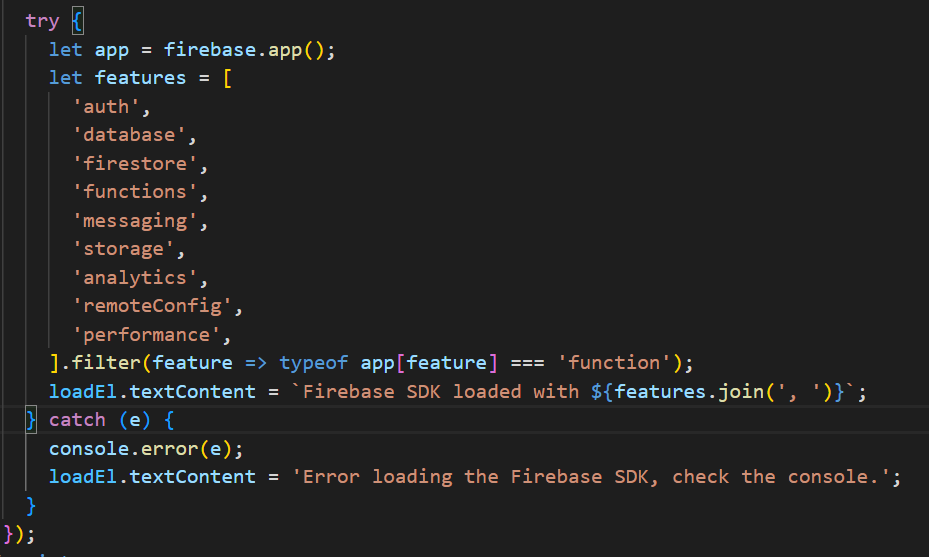 try {
let app = firebase.app();
let features = [
'auth',
'database',
'firestore',
'functions',
'messaging',
'storage',
'analytics',
'remoteConfig',
'performance',
].filter(feature => typeof app[feature] === 'function');
loadEl.textContent = `Firebase SDK loaded with ${features.join(', ')}`;
} catch (e) {
console.error(e);
loadEl.textContent = 'Error loading the Firebase SDK, check the console.';
}
});